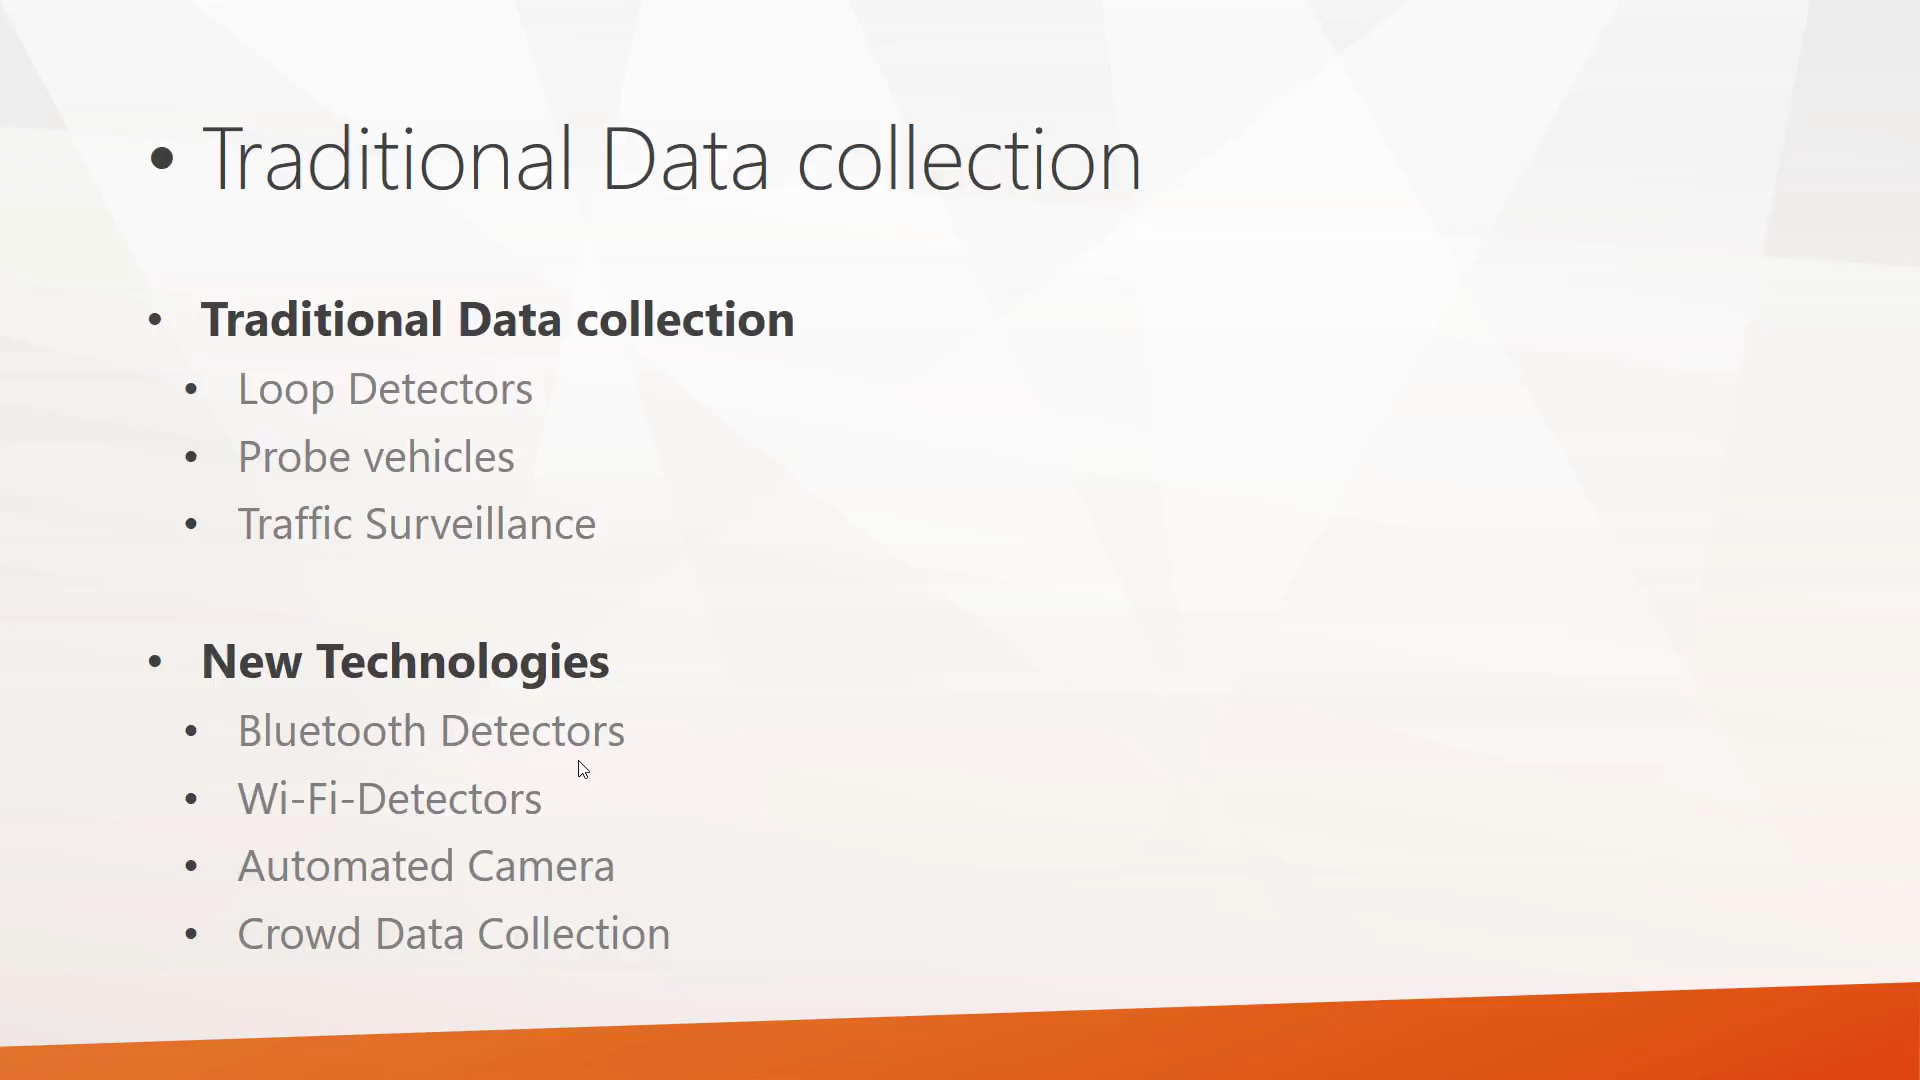 • Traditional Data collection
• Traditional Data collection
• Loop Detectors
• Probe vehicles
• Traffic Surveillance
• New Technologies
• Bluetooth Detectors
• Wi-Fi-Detectors
• Automated Camera
• Crowd Data Collection